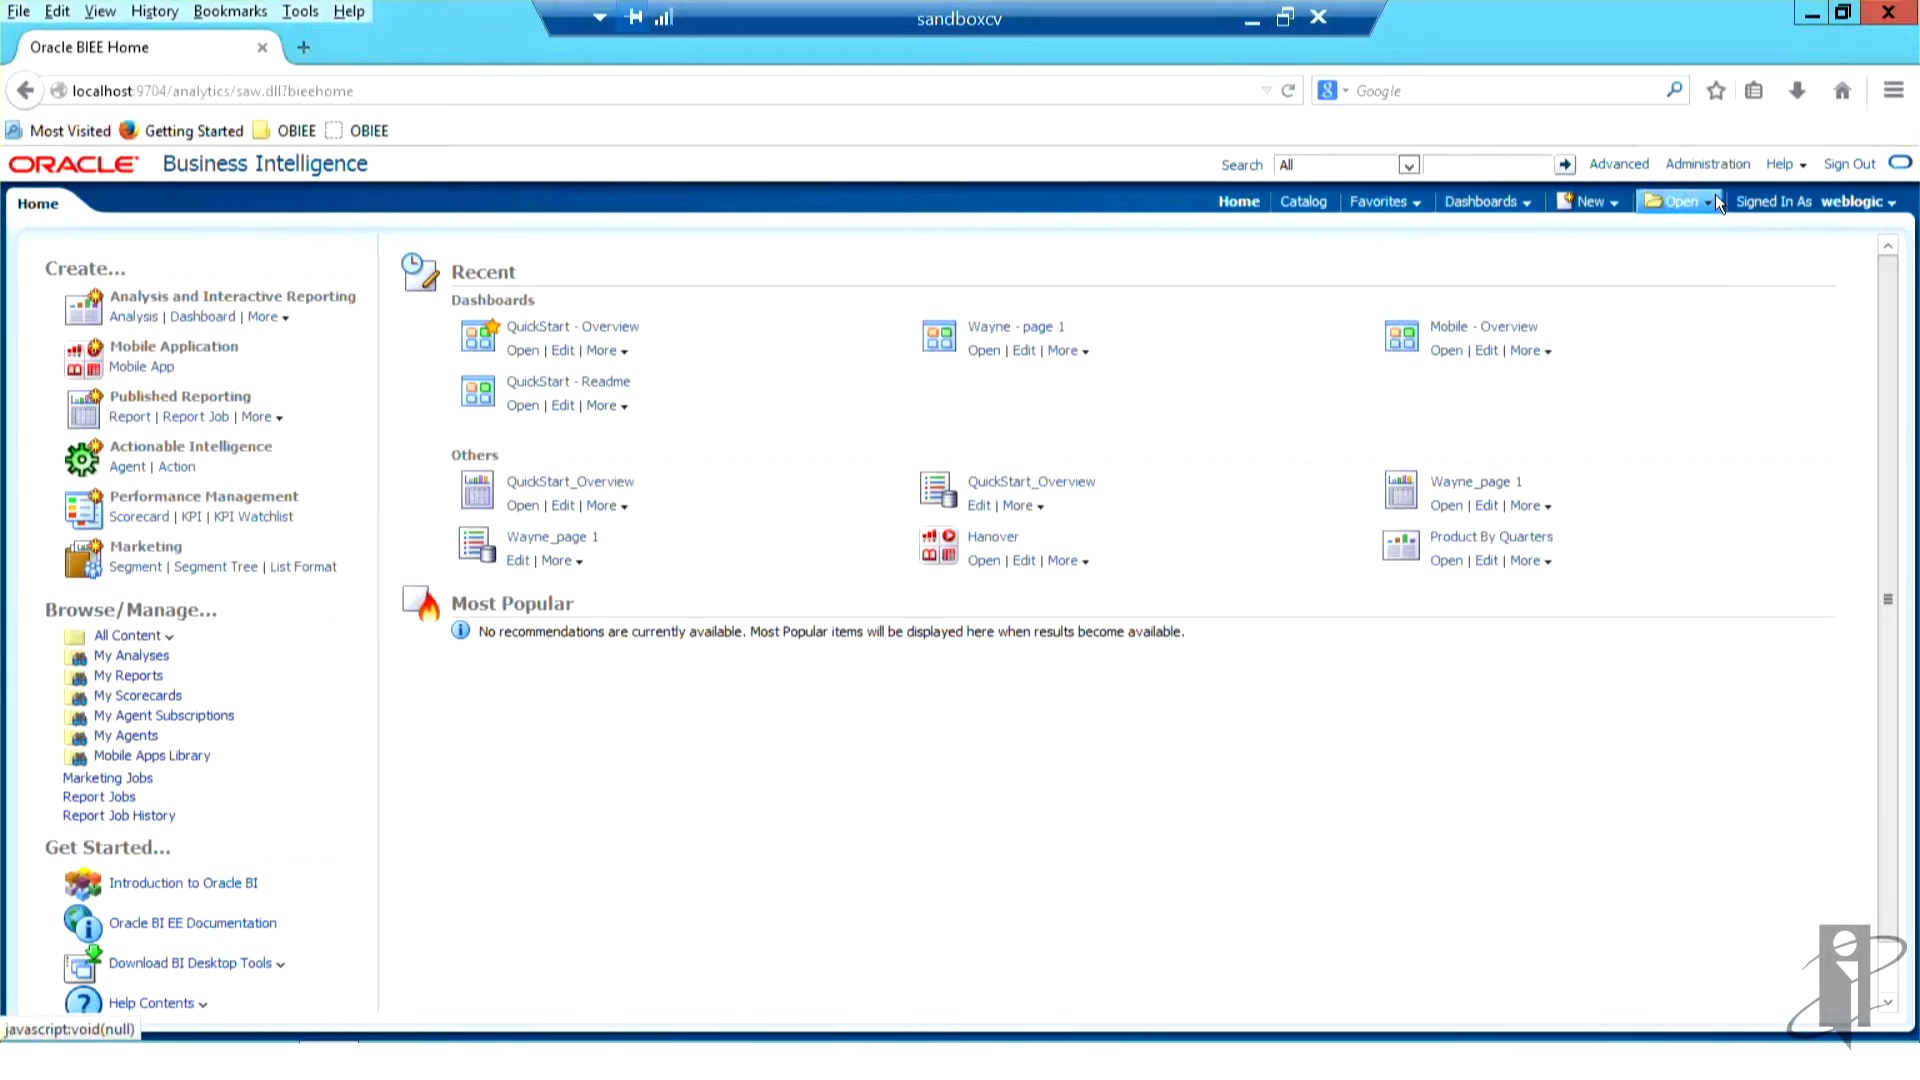 File Edit View History Bookmarks Tools Help
sandboxcv
Oracle BIEE Home
localhost:9704/analytics/saw.dll?bieehome
Google
Most Visited Getting Started OBIEE OBIEE
ORACLE Business Intelligence
Search All Advanced Administration Help Sign Out
Home
Home Catalog Favorites Dashboards New Open Signed In As weblogic
Create...
Analysis and Interactive Reporting
Analysis | Dashboard | More
Mobile Application
Mobile App
Published Reporting
Report | Report Job | More
Actionable Intelligence
Agent | Action
Performance Management
Scorecard | KPI | KPI Watchlist
Marketing
Segment | Segment Tree | List Format
Browse/Manage...
All Content
My Analyses
My Reports
My Scorecards
My Agent Subscriptions
My Agents
Mobile Apps Library
Marketing Jobs
Report Jobs
Report Job History
Get Started...
Introduction to Oracle BI
Oracle BI EE Documentation
Download BI Desktop Tools
Help Contents
javascript:void(null)
Recent
Dashboards
QuickStart - Overview
Open | Edit | More
Wayne - page 1
Open | Edit | More
Mobile - Overview
Open | Edit | More
QuickStart - Readme
Open | Edit | More
Others
QuickStart_Overview
Open | Edit | More
QuickStart_Overview
Edit | More
Wayne_page 1
Open | Edit | More
Wayne_page 1
Edit | More
Hanover
Open | Edit | More
Product By Quarters
Open | Edit | More
Most Popular
No recommendations are currently available. Most Popular items will be displayed here when results become available.